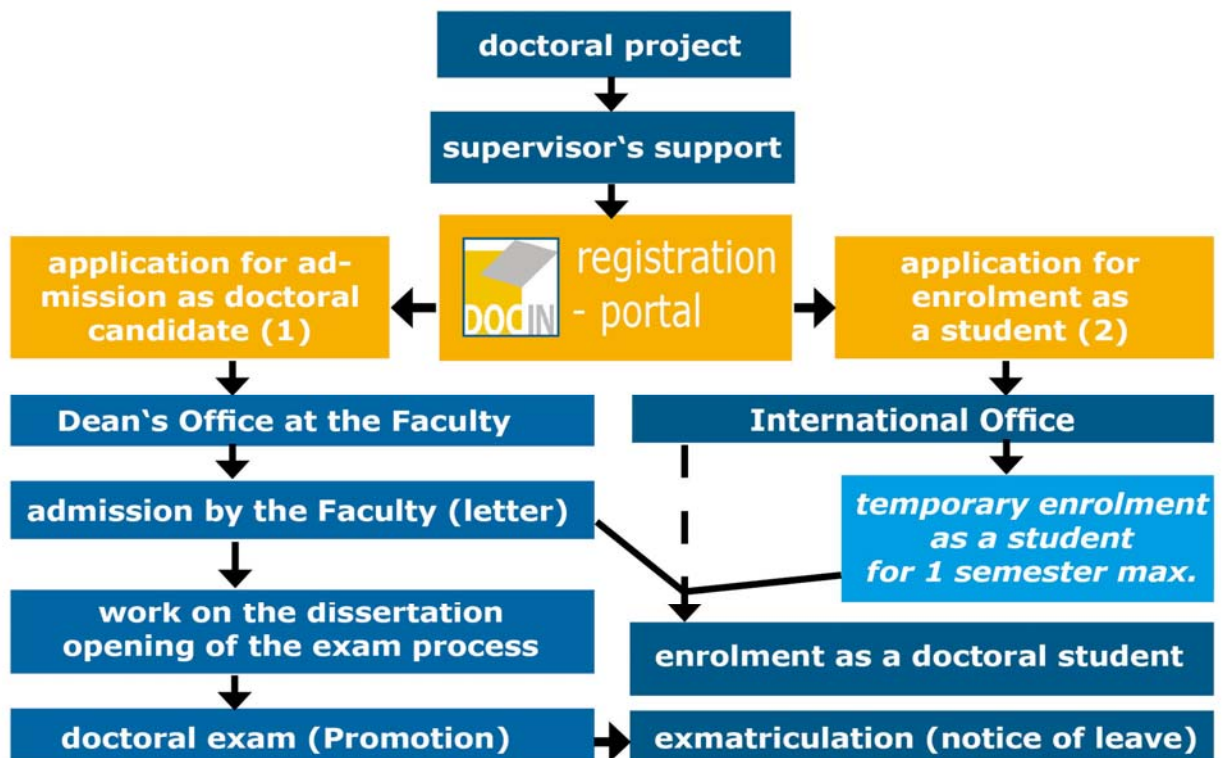 doctoral project
supervisor‘s support
DOC IN
registration
- portal
application for ad-
mission as doctoral
candidate (1)
application for
enrolment as
a student (2)
Dean‘s Office at the Faculty
International Office
admission by the Faculty (letter)
temporary enrolment
as a student
for 1 semester max.
work on the dissertation
opening of the exam process
enrolment as a doctoral student
doctoral exam (Promotion)
exmatriculation (notice of leave)